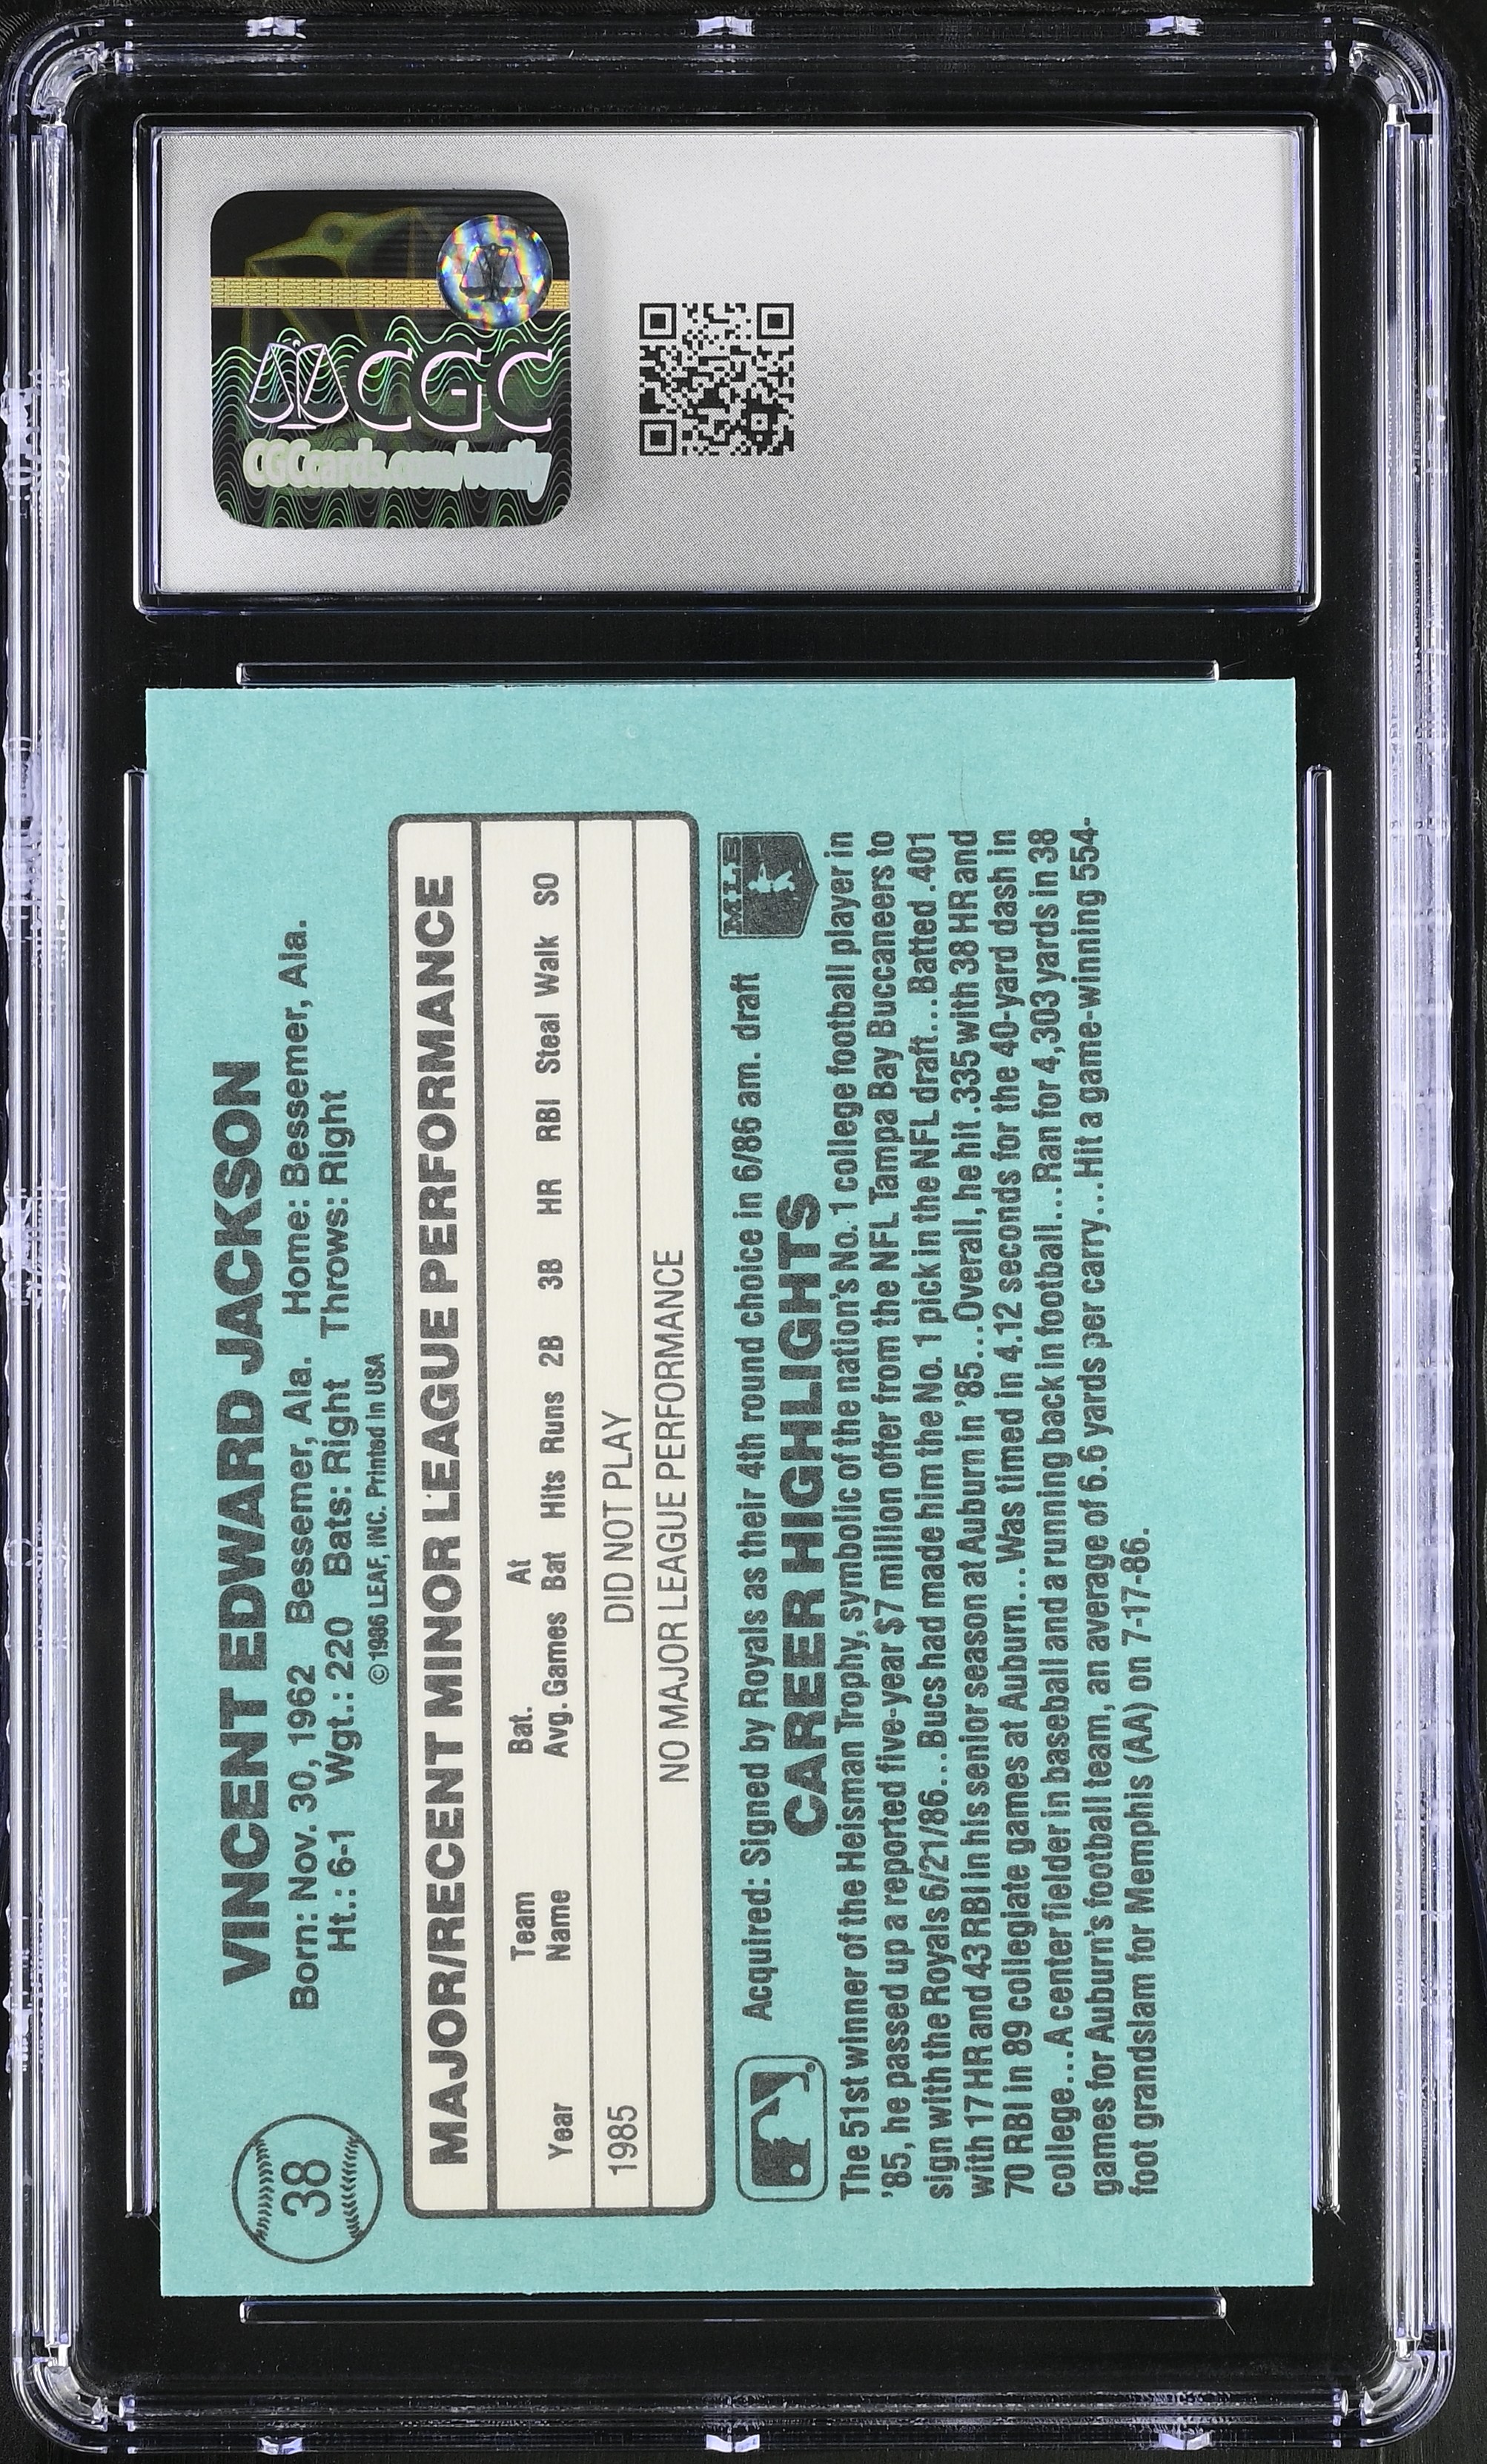 CGC
CGCcards.com/verify
38
VINCENT EDWARD JACKSON
Born: Nov. 30, 1962 Bessemer, Ala. Home: Bessemer, Ala.
Ht.: 6-1 Wgt.: 220 Bats: Right Throws: Right
© 1986 LEAF, INC. Printed in USA
MAJOR/RECENT MINOR LEAGUE PERFORMANCE
Year Team Name Bat. Avg. Games At Bat Hits Runs 2B 3B HR RBI Steal Walk SO
1985 DID NOT PLAY
NO MAJOR LEAGUE PERFORMANCE
Acquired: Signed by Royals as their 4th round choice in 6/86 am. draft
MLB
CAREER HIGHLIGHTS
The 51st winner of the Heisman Trophy, symbolic of the nation's No. 1 college football player in
'85, he passed up a reported five-year $7 million offer from the NFL Tampa Bay Buccaneers to
sign with the Royals 6/21/86...Bucs had made him the No. 1 pick in the NFL draft...Batted .401
with 17 HR and 43 RBI in his senior season at Auburn in '85...Overall, he hit .335 with 38 HR and
70 RBI in 89 collegiate games at Auburn... Was timed in 4.12 seconds for the 40-yard dash in
college...A center fielder in baseball and a running back in football...Ran for 4,303 yards in 38
games for Auburn's football team, an average of 6.6 yards per carry...Hit a game-winning 554-
foot grandslam for Memphis (AA) on 7-17-86.